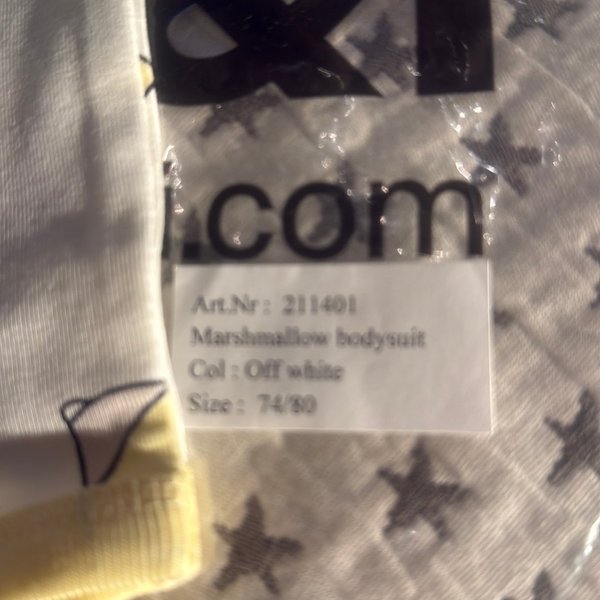 &
.com
Art.Nr : 211401
Marshmallow bodysuit
Col : Off white
Size : 74/80